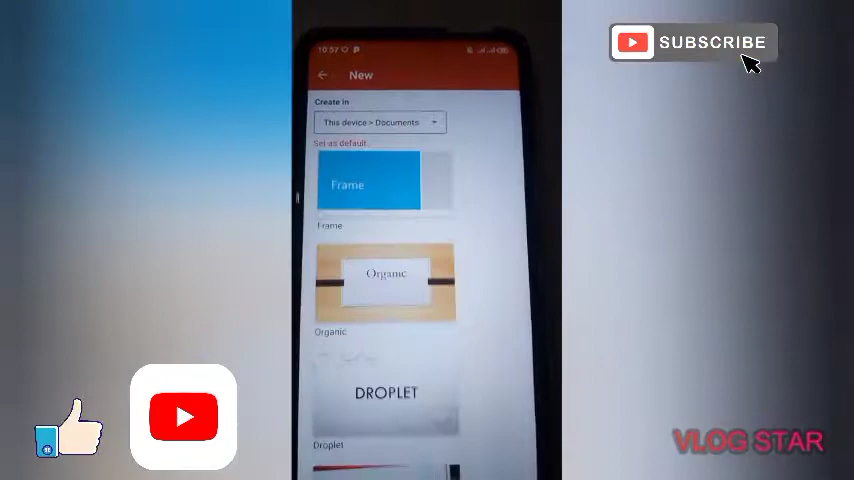 SUBSCRIBE
10:57
New
Create in
This device > Documents
Set as default.
Frame
Frame
Organic
Organic
DROPLET
Droplet
VLOG STAR